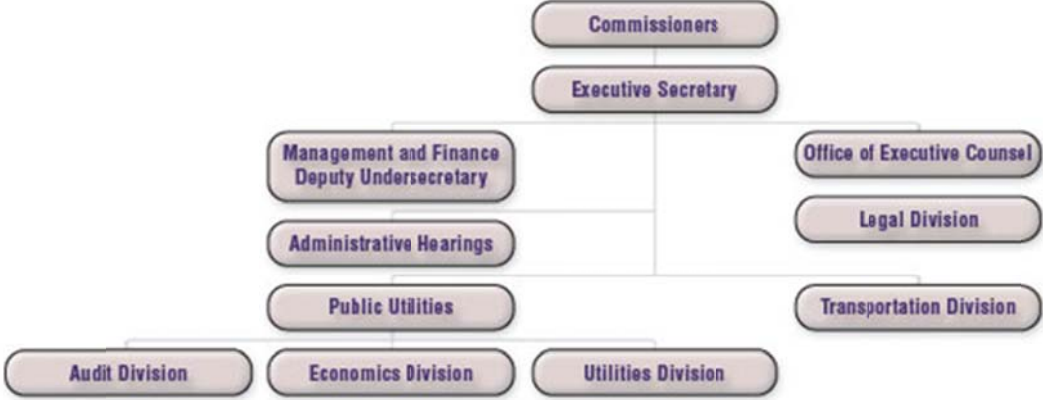 Commissioners
Executive Secretary
Management and Finance
Deputy Undersecretary
Office of Executive Counsel
Legal Division
Administrative Hearings
Public Utilities
Transportation Division
Audit Division
Economics Division
Utilities Division